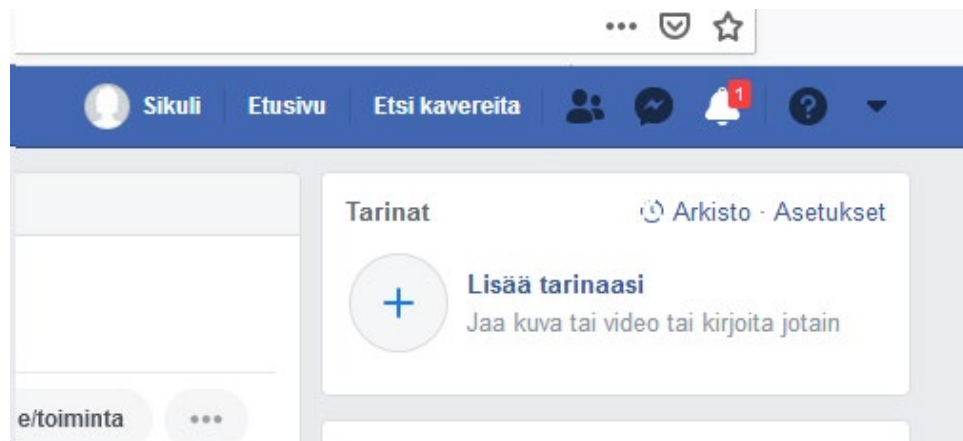 Sikuli Etusivu Etsi kavereita 1
Tarinat Arkisto · Asetukset
Lisää tarinaasi
Jaa kuva tai video tai kirjoita jotain
e/toiminta